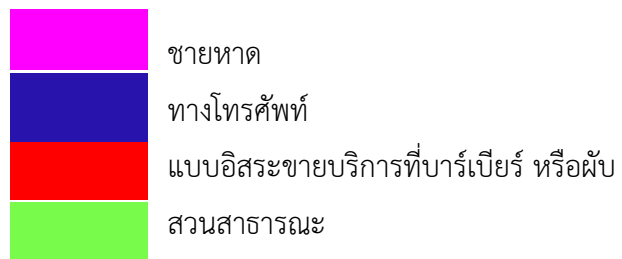 ชายหาด
ทางโทรศัพท์
แบบอิสระขายบริการที่บาร์เบียร์ หรือผับ
สวนสาธารณะ